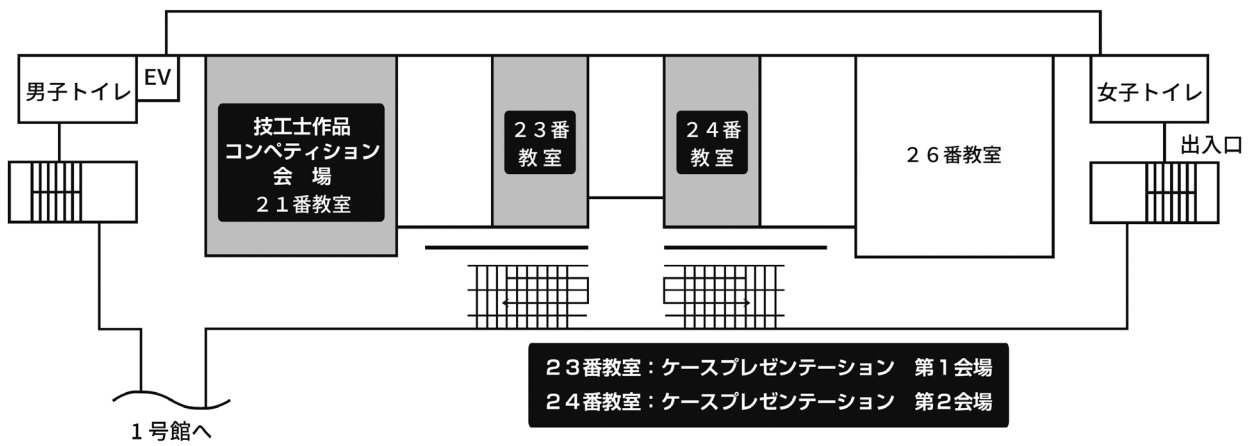 男子トイレ
EV
技工士作品
コンペティション
会　場
２１番教室
２３番
教 室
２４番
教 室
２６番教室
女子トイレ
出入口
２３番教室：ケースプレゼンテーション　第１会場
２４番教室：ケースプレゼンテーション　第２会場
１号館へ